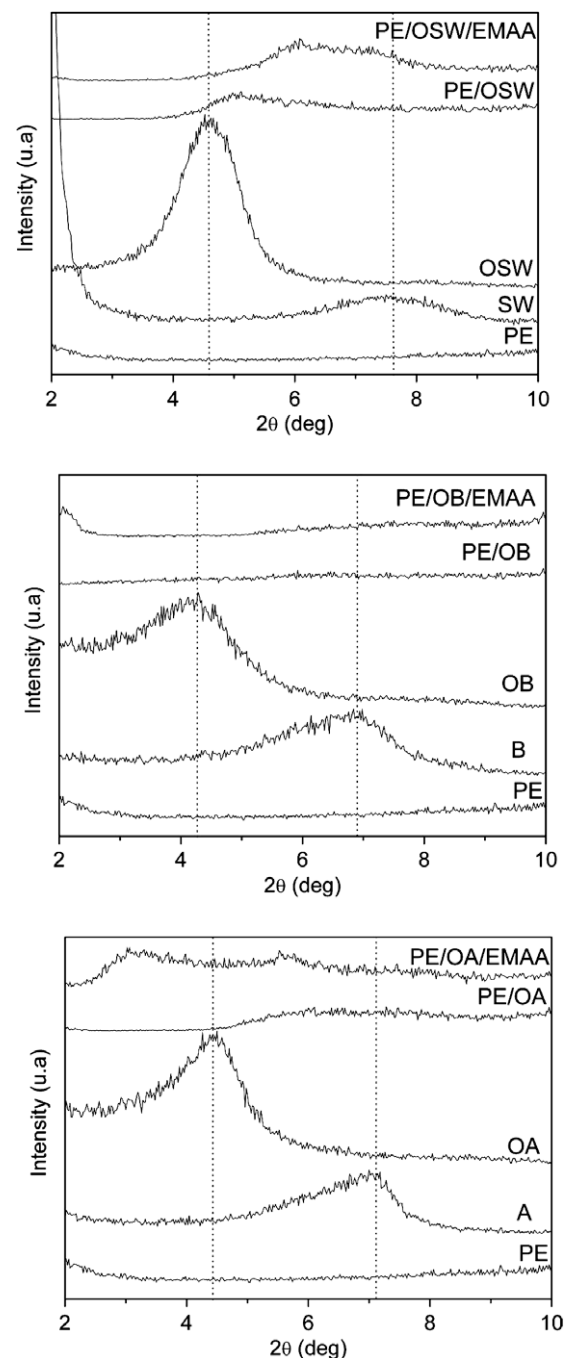 PE/OSW/EMAA
PE/OSW
OSW
SW
PE
Intensity (u.a)
2 4 6 8 10
2θ (deg)
PE/OB/EMAA
PE/OB
OB
B
PE
Intensity (u.a)
2 4 6 8 10
2θ (deg)
PE/OA/EMAA
PE/OA
OA
A
PE
Intensity (u.a)
2 4 6 8 10
2θ (deg)